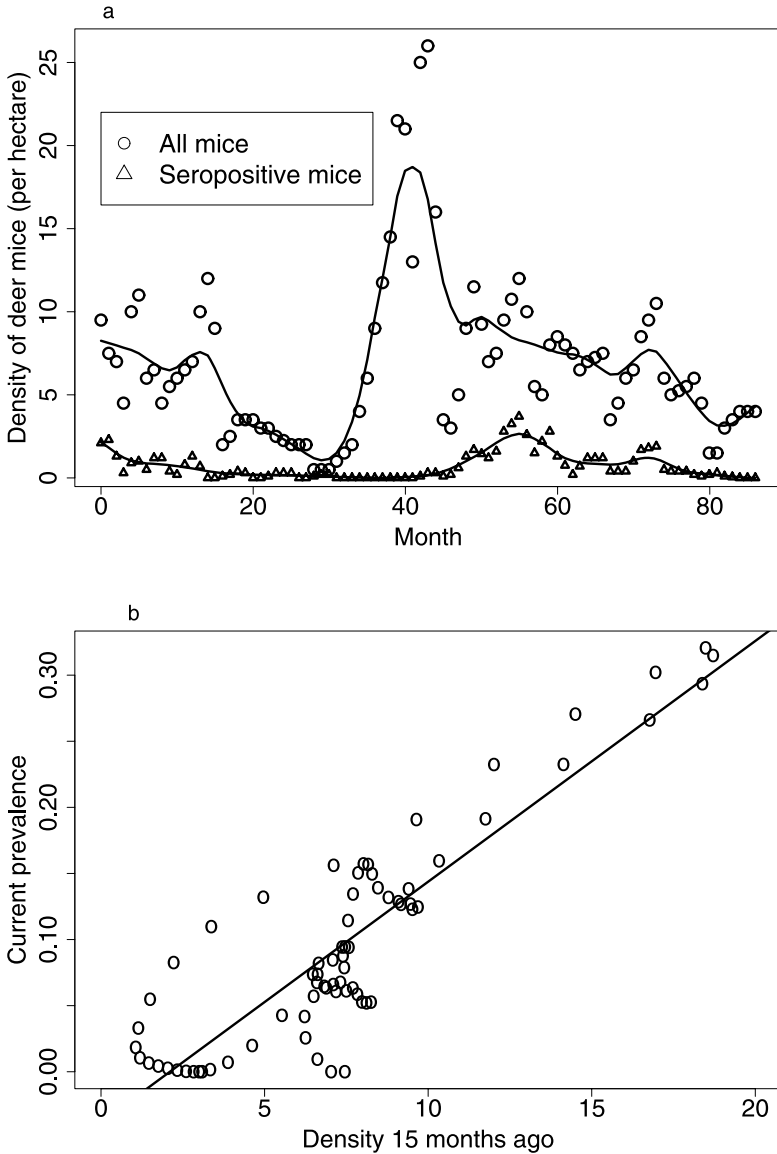 a
Density of deer mice (per hectare)
25
20
15
10
5
0
All mice
Seropositive mice
0 20 40 60 80
Month
b
Current prevalence
0.30
0.20
0.10
0.00
0 5 10 15 20
Density 15 months ago